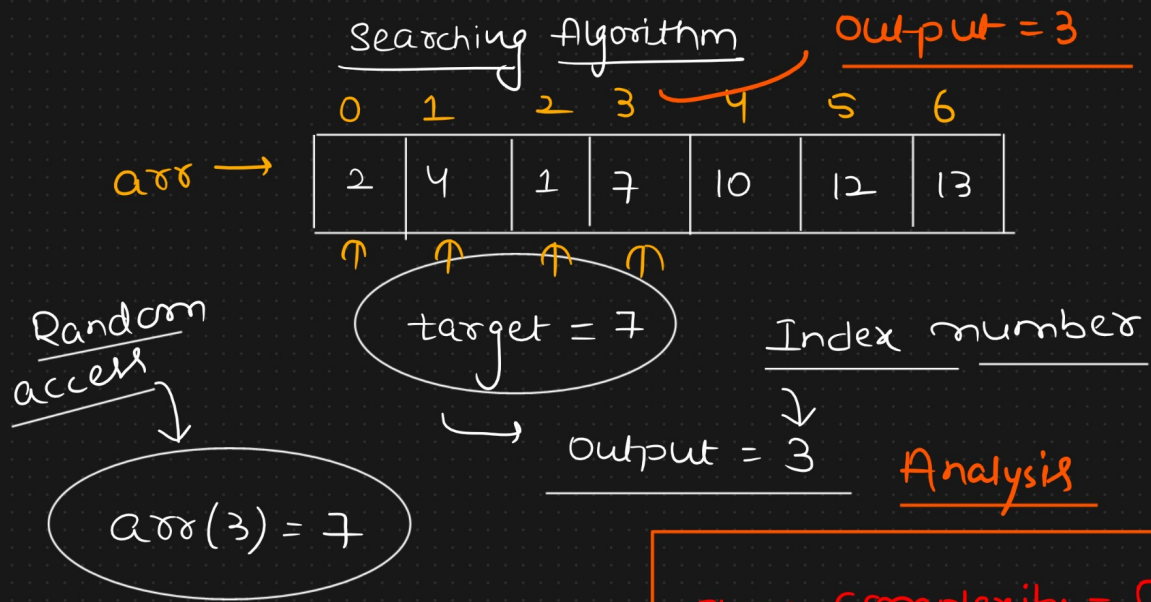 Searching Algorithm
Output = 3
0 1 2 3 4 5 6
arr → 2 4 1 7 10 12 13
↑ ↑ ↑ ↑
target = 7
Random
access
Index number
↓
Output = 3
Analysis
arr(3) = 7
complexity =